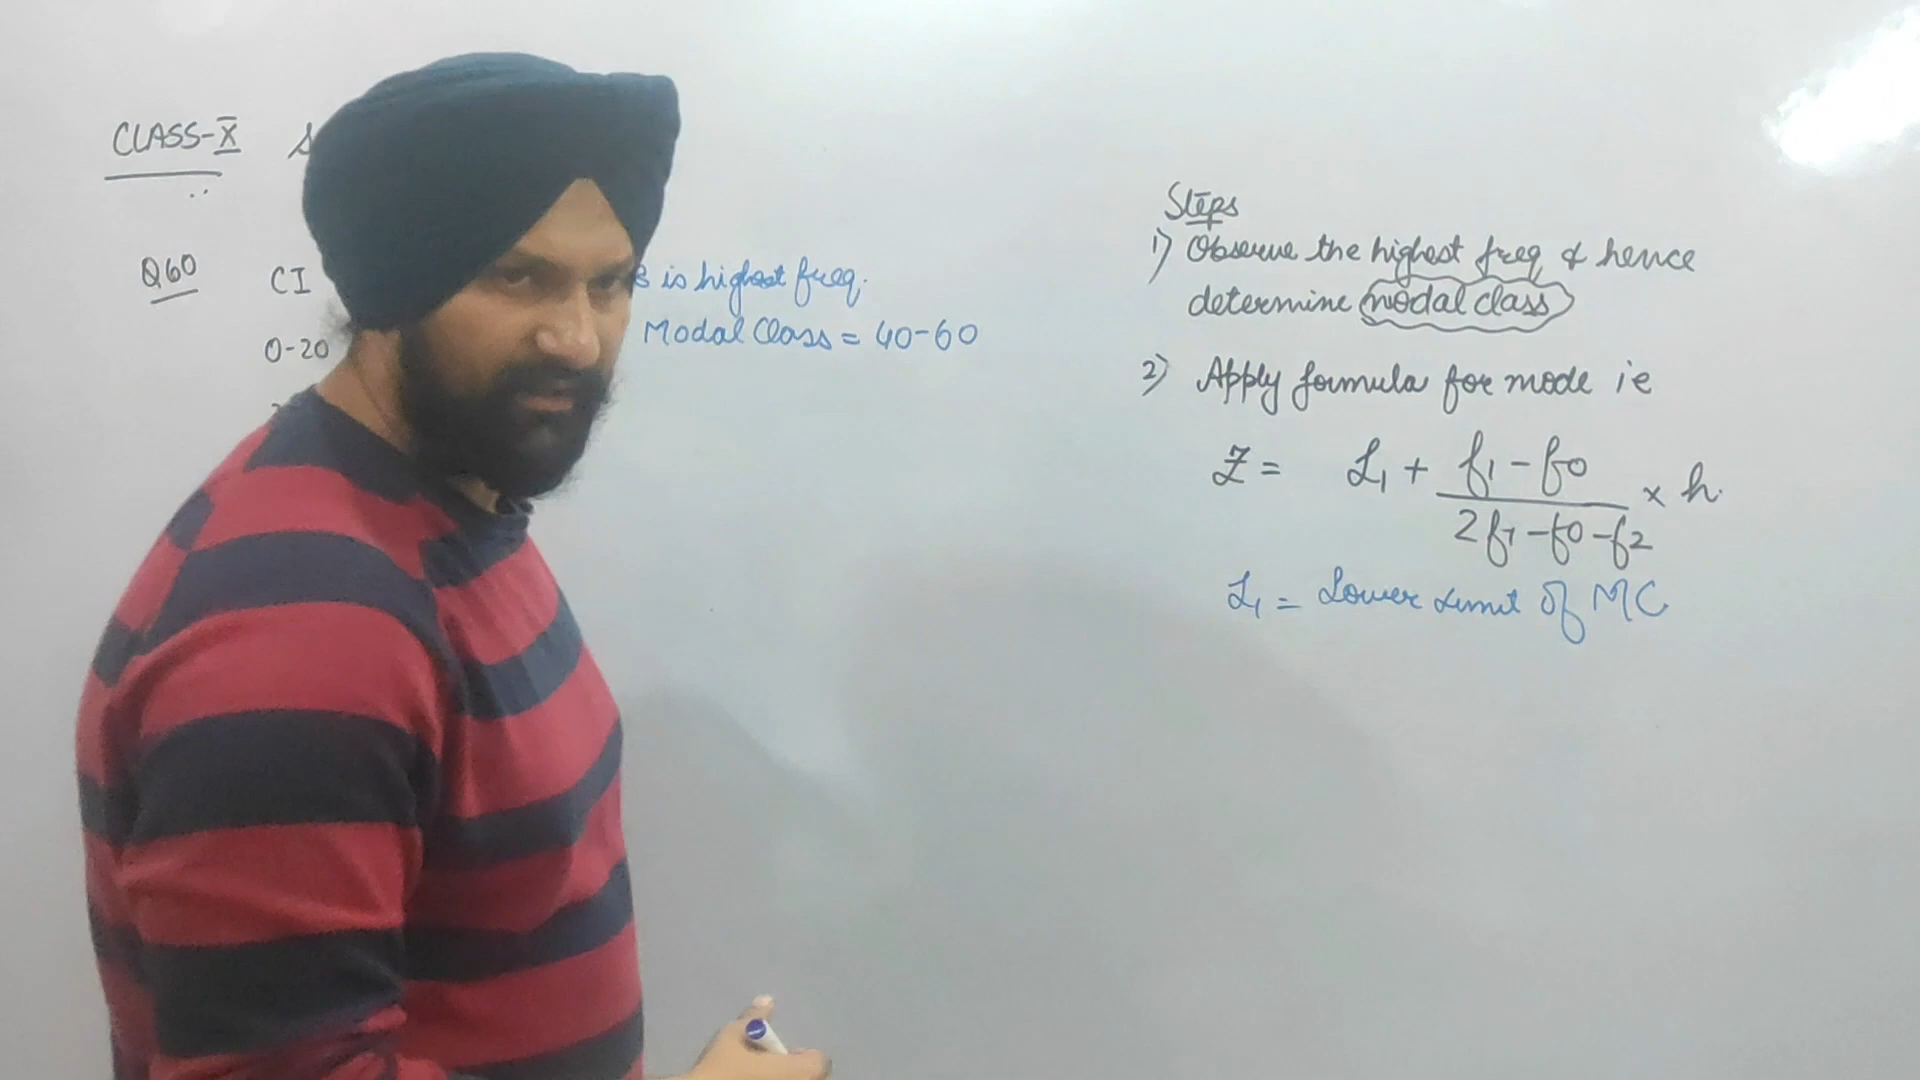 CLASS-X
Q60
CI
0-20
is highest freq.
Modal Class = 40-60
Steps
1) Observe the highest freq & hence
determine modal class
2) Apply formula for mode ie
Z = L₁ + f1 - f0 / 2f1 - f0 - f2 × h.
L₁ = Lower Limit of MC